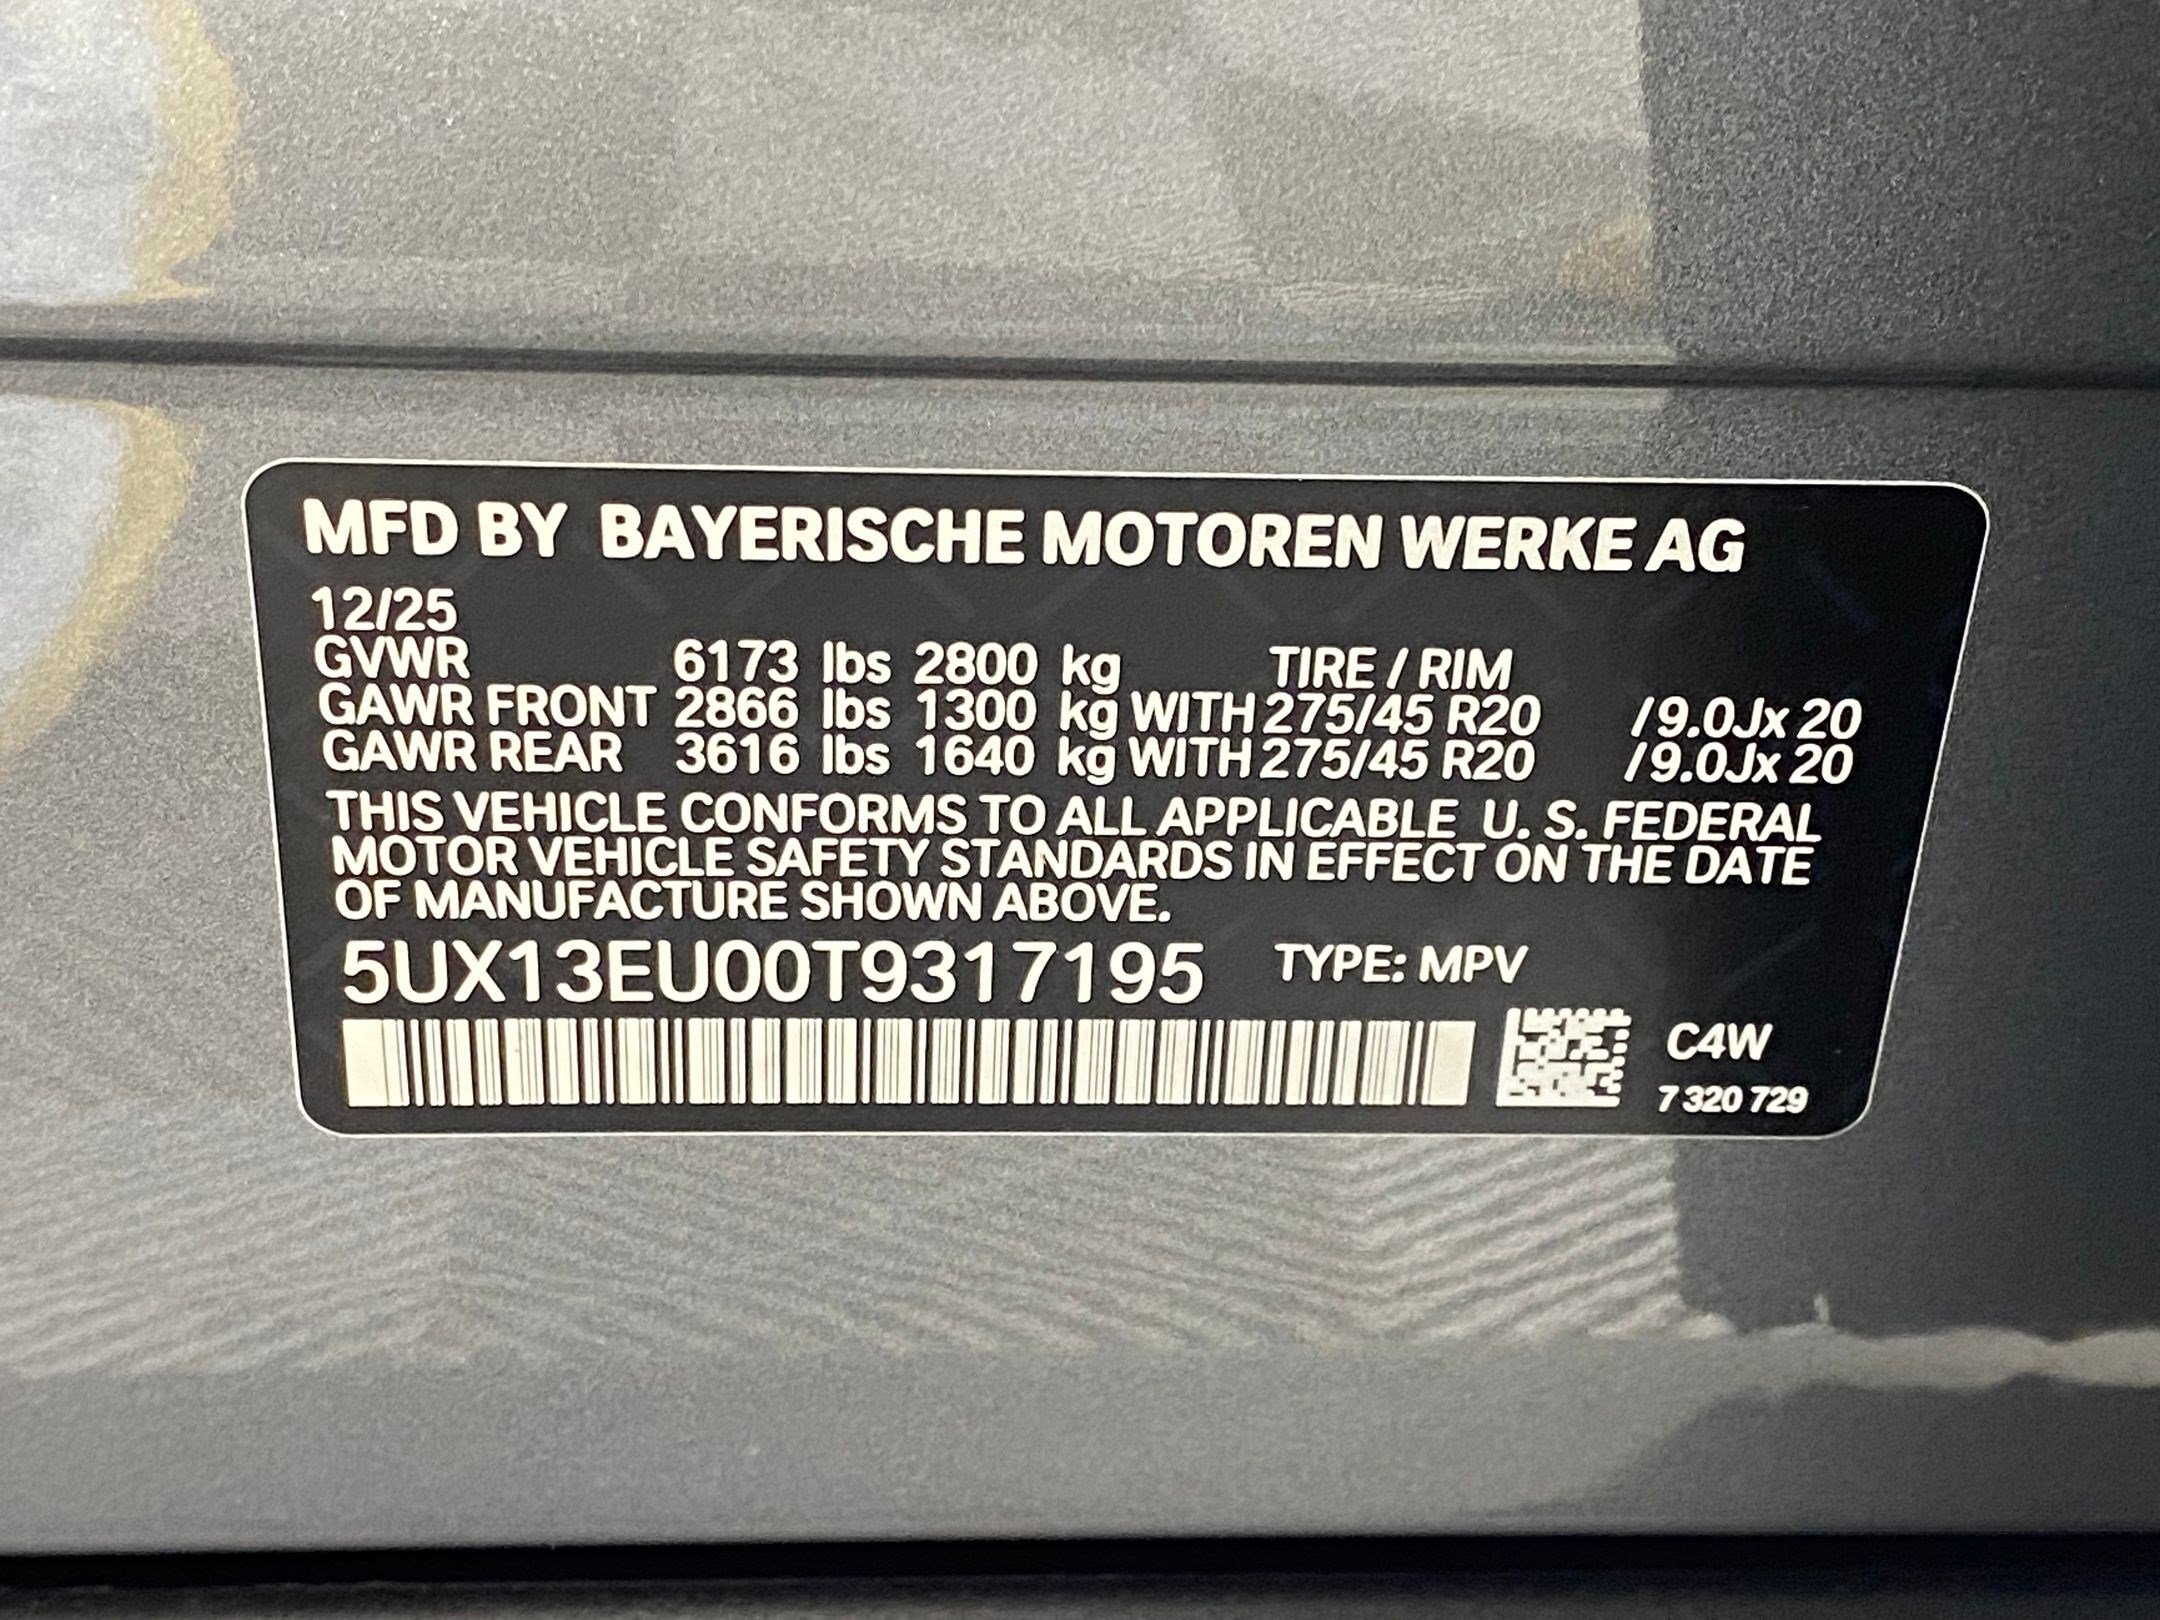 MFD BY BAYERISCHE MOTOREN WERKE AG
12/25
GVWR 6173 lbs 2800 kg TIRE / RIM
GAWR FRONT 2866 lbs 1300 kg WITH 275/45 R20 / 9.0Jx 20
GAWR REAR 3616 lbs 1640 kg WITH 275/45 R20 / 9.0Jx 20
THIS VEHICLE CONFORMS TO ALL APPLICABLE U. S. FEDERAL
MOTOR VEHICLE SAFETY STANDARDS IN EFFECT ON THE DATE
OF MANUFACTURE SHOWN ABOVE.
5UX13EU00T9317195 TYPE: MPV
C4W
7 320 729